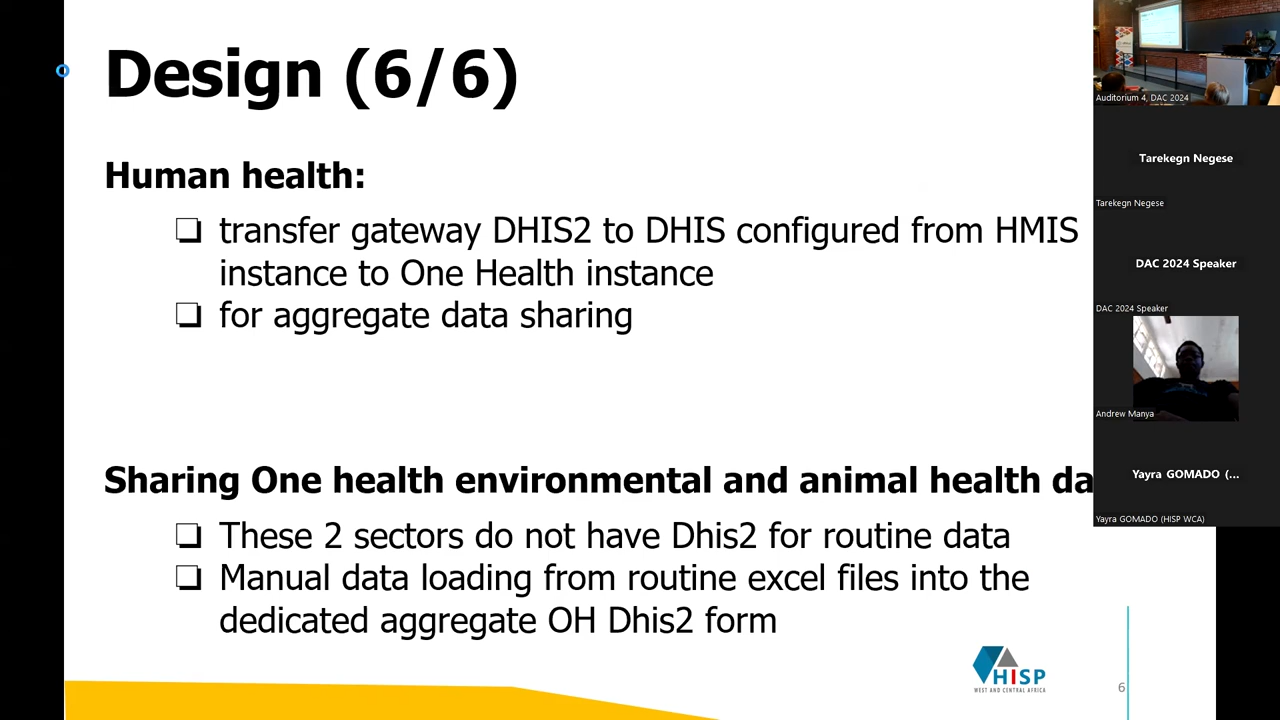 Design (6/6)
Human health:
❏ transfer gateway DHIS2 to DHIS configured from HMIS
instance to One Health instance
❏ for aggregate data sharing
Sharing One health environmental and animal health da
❏ These 2 sectors do not have Dhis2 for routine data
❏ Manual data loading from routine excel files into the
dedicated aggregate OH Dhis2 form
HISP
WEST AND CENTRAL AFRICA
6
Auditorium 4, DAC 2024
Tarekegn Negese
Tarekegn Negese
DAC 2024 Speaker
DAC 2024 Speaker
Andrew Manya
Yayra GOMADO (...
Yayra GOMADO (HISP WCA)